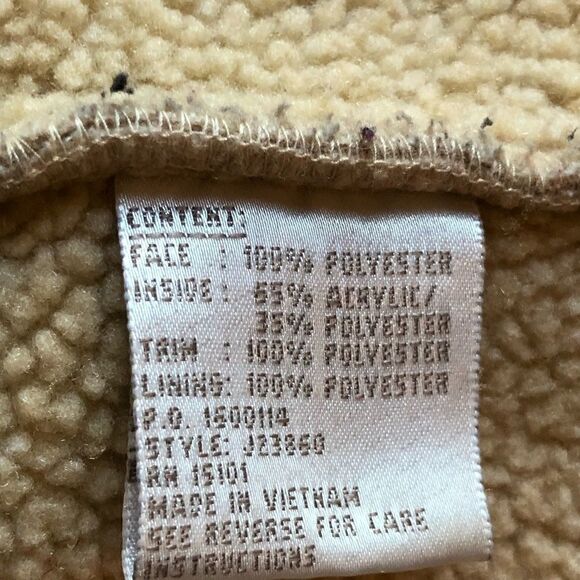 CONTENT:
FACE : 100% POLYESTER
INSIDE: 65% ACRYLIC/
35% POLYESTER
TRIM : 100% POLYESTER
LINING: 100% POLYESTER
P.O. 1600114
STYLE: J23860
RN 15101
MADE IN VIETNAM
SEE REVERSE FOR CARE
INSTRUCTIONS